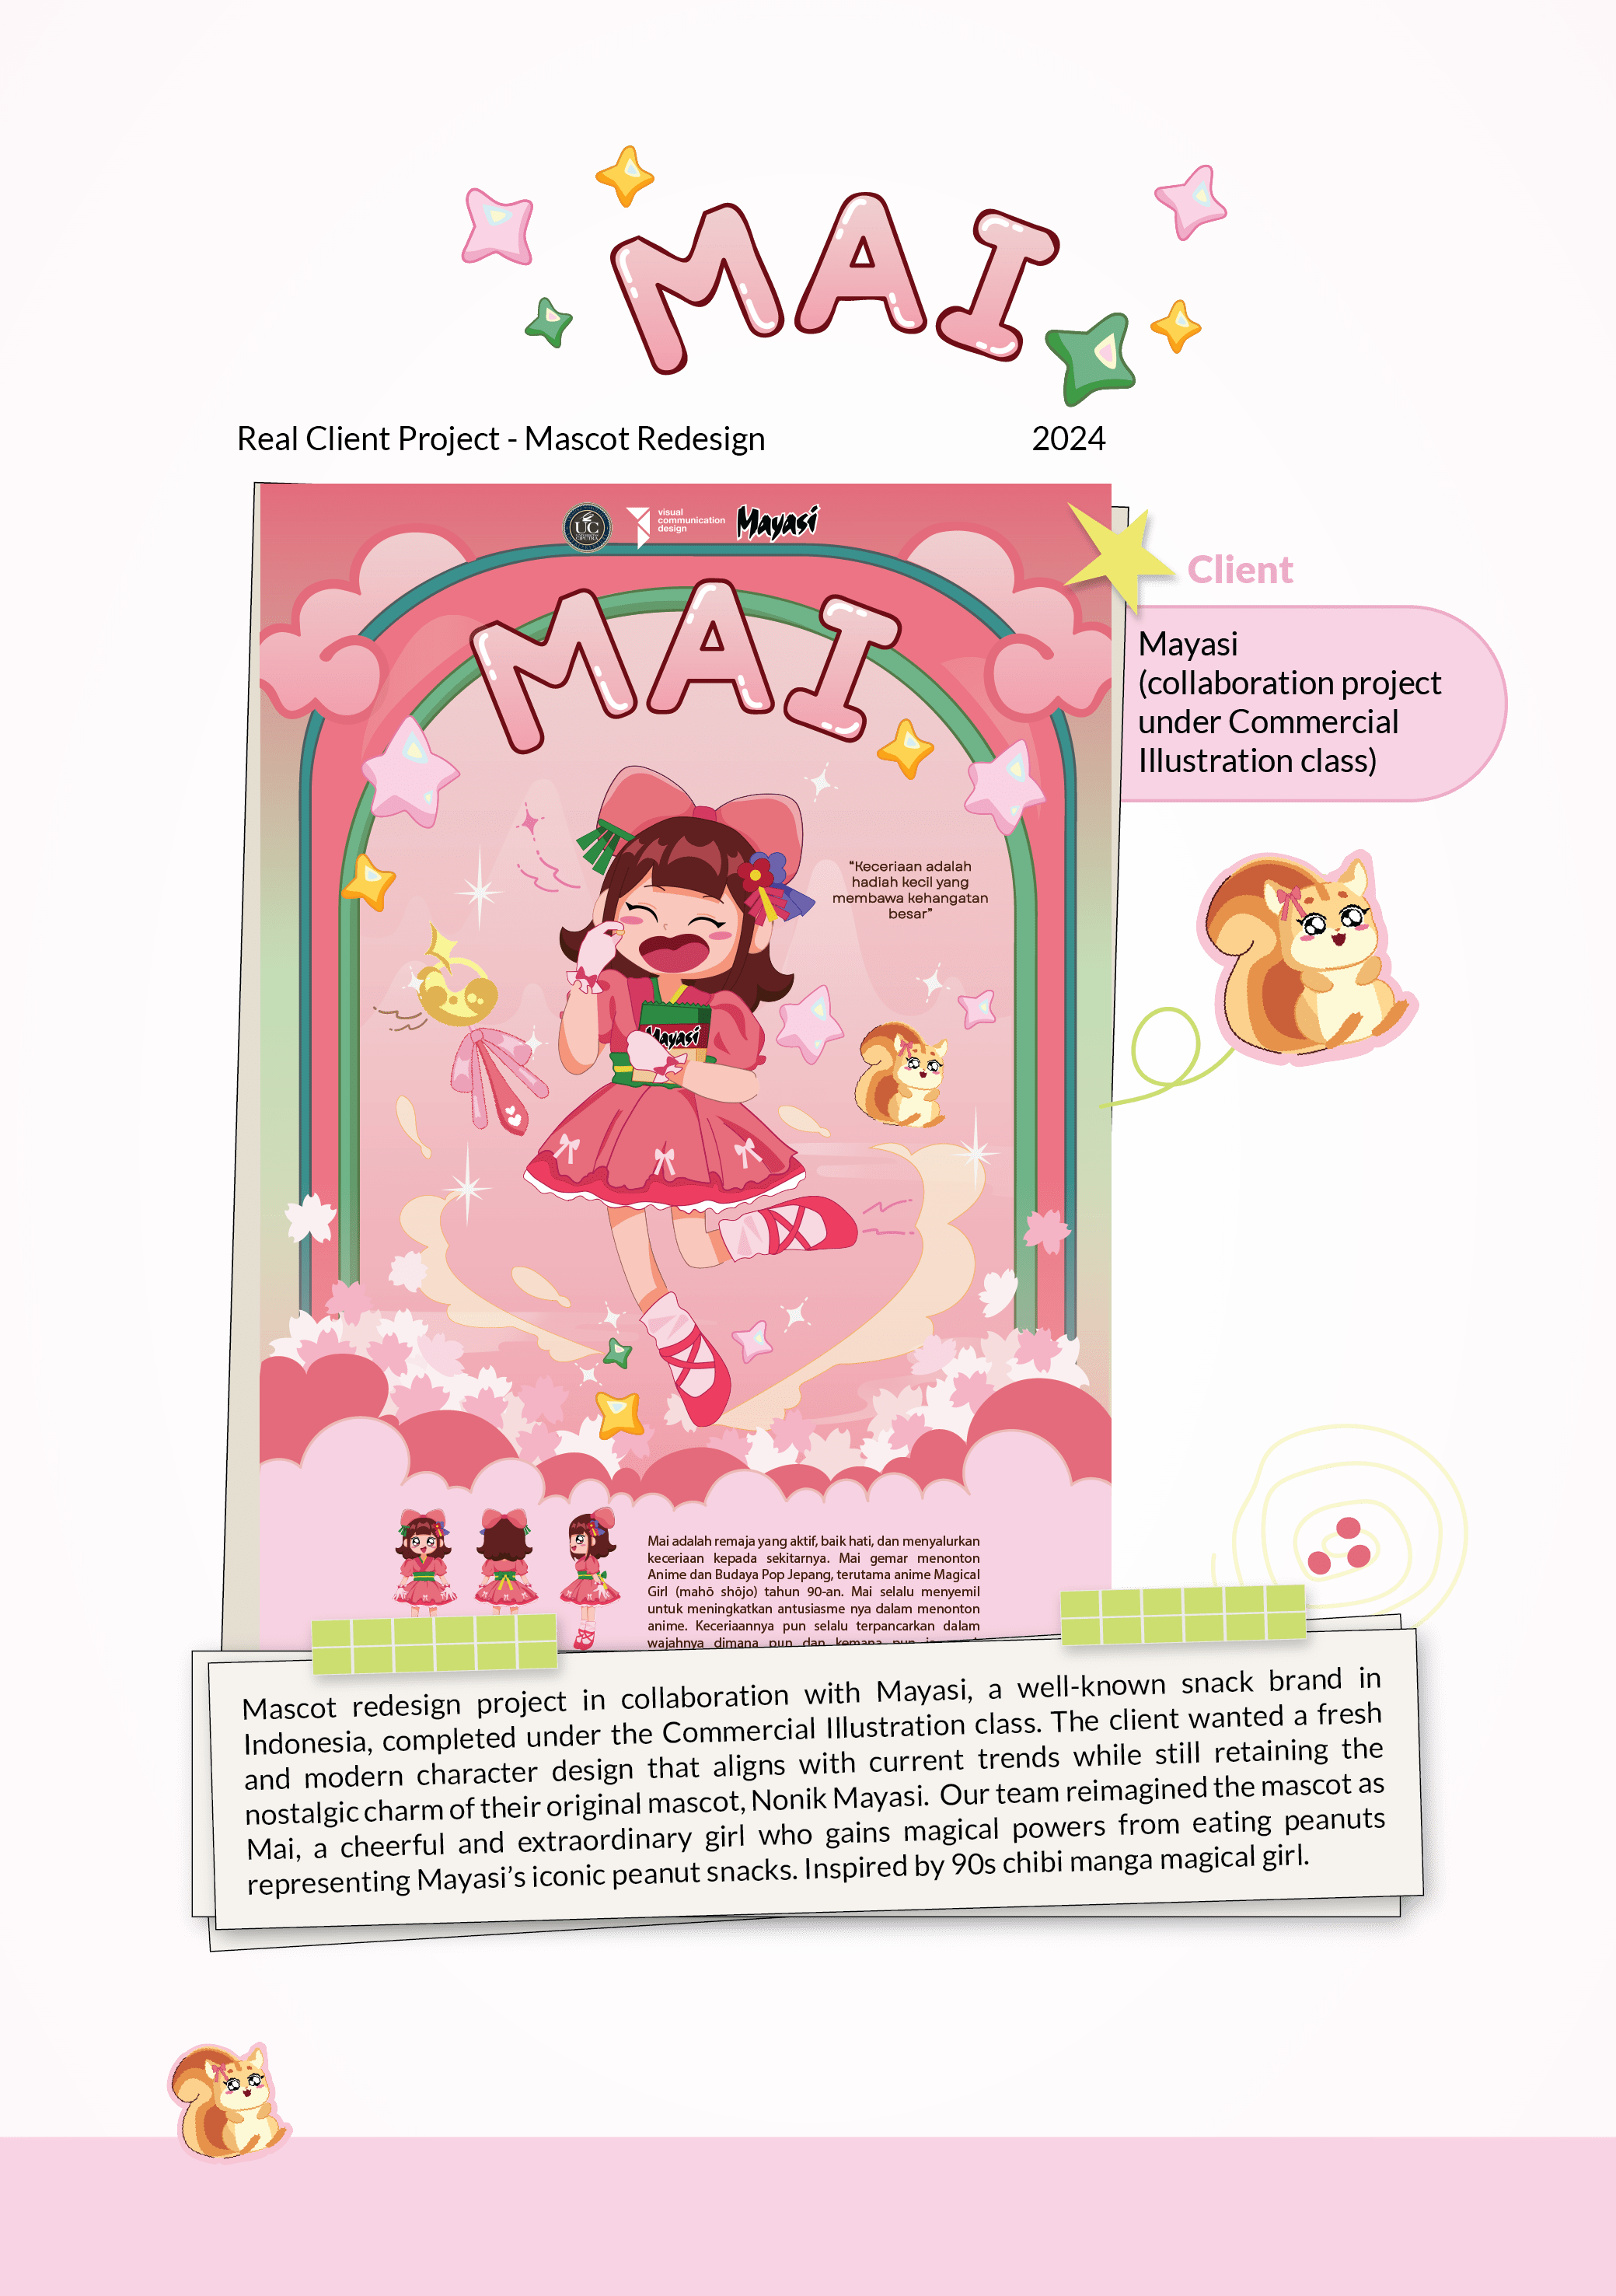 MAI
Real Client Project - Mascot Redesign
2024
UC
visual
communication
design
Mayasi
MAI
Client
Mayasi
(collaboration project
under Commercial
Illustration class)
“Keceriaan adalah
hadiah kecil yang
membawa kehangatan
besar”
Mayasi
Mai adalah remaja yang aktif, baik hati, dan menyalurkan
keceriaan kepada sekitarnya. Mai gemar menonton
Anime dan Budaya Pop Jepang, terutama anime Magical
Girl (mahō shōjo) tahun 90-an. Mai selalu menyemil
untuk meningkatkan antusiasme nya dalam menonton
anime. Keceriaannya pun selalu terpancarkan dalam
wajahnya dimana pun dan kemana pun
Mascot redesign project in collaboration with Mayasi, a well-known snack brand in
Indonesia, completed under the Commercial Illustration class. The client wanted a fresh
and modern character design that aligns with current trends while still retaining the
nostalgic charm of their original mascot, Nonik Mayasi. Our team reimagined the mascot as
Mai, a cheerful and extraordinary girl who gains magical powers from eating peanuts
representing Mayasi’s iconic peanut snacks. Inspired by 90s chibi manga magical girl.